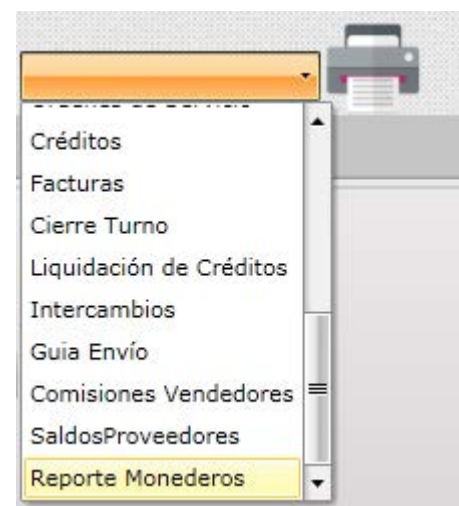 Créditos
Facturas
Cierre Turno
Liquidación de Créditos
Intercambios
Guia Envío
Comisiones Vendedores
SaldosProveedores
Reporte Monederos